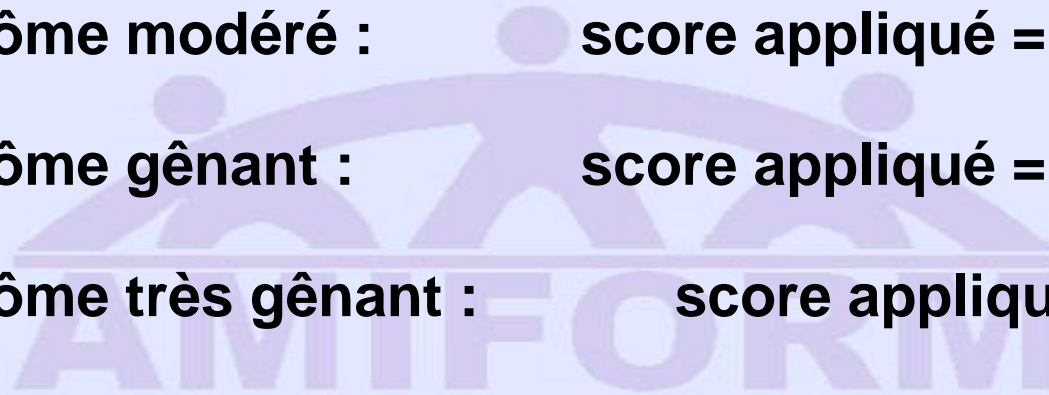 ôme modéré : score appliqué =
ôme gênant : score appliqué =
ôme très gênant : score appliqu
AMIFORM